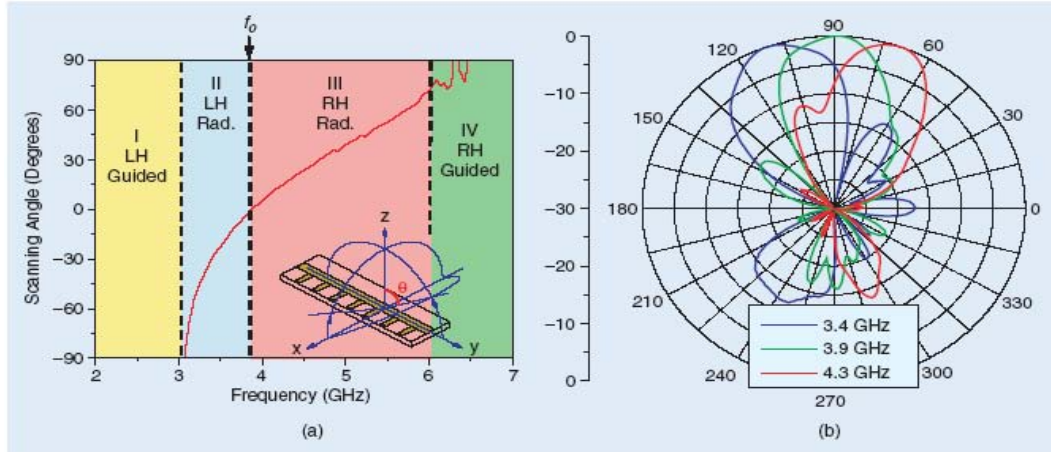 f₀
90
60
30
0
−30
−60
−90
Scanning Angle (Degrees)
I
LH
Guided
II
LH
Rad.
III
RH
Rad.
IV
RH
Guided
z
θ
x
y
2
3
4
5
6
7
Frequency (GHz)
(a)
0
−10
−20
−30
−20
−10
0
90
120
60
150
30
180
0
210
330
240
300
270
3.4 GHz
3.9 GHz
4.3 GHz
(b)